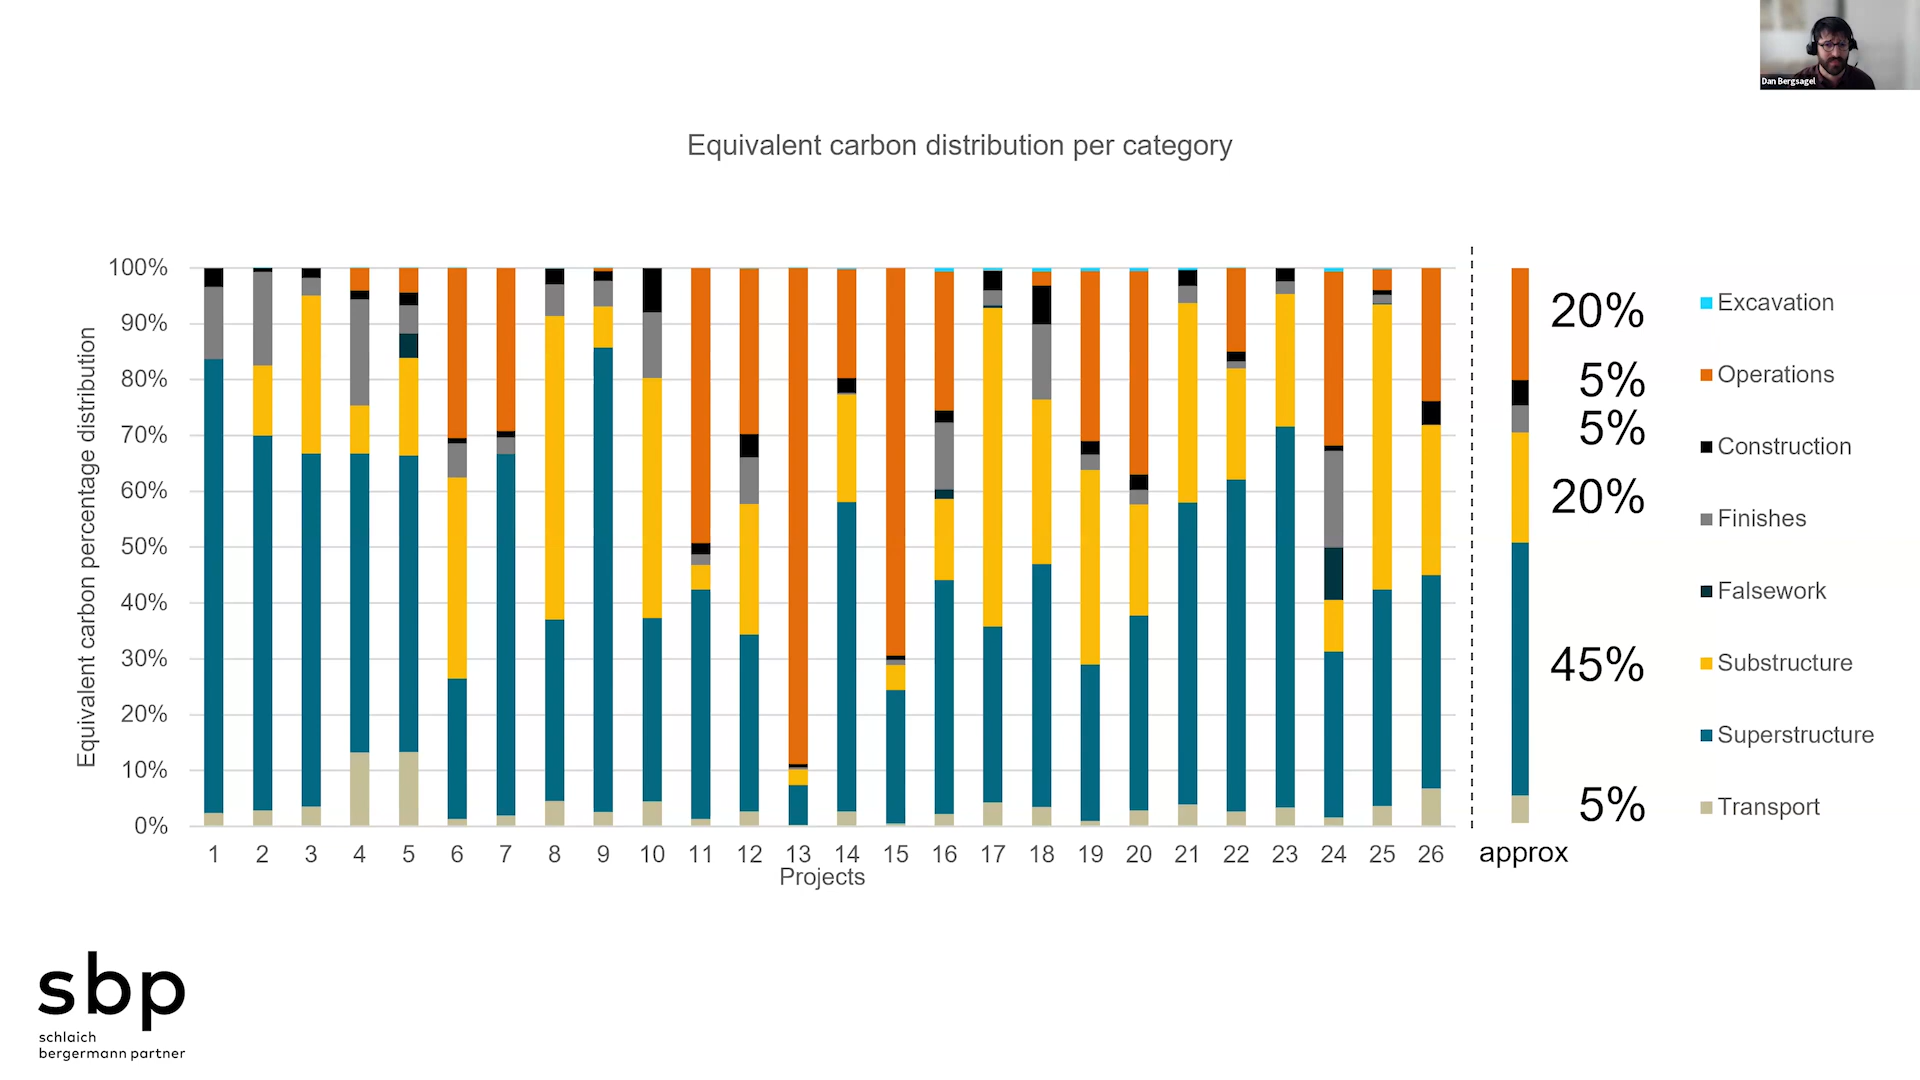 Dan Bergsagel
Equivalent carbon distribution per category
Equivalent carbon percentage distribution
100%
90%
80%
70%
60%
50%
40%
30%
20%
10%
0%
1 2 3 4 5 6 7 8 9 10 11 12 13 14 15 16 17 18 19 20 21 22 23 24 25 26
Projects
approx
20%
5%
5%
20%
45%
5%
Excavation
Operations
Construction
Finishes
Falsework
Substructure
Superstructure
Transport
sbp
schlaich
bergermann partner